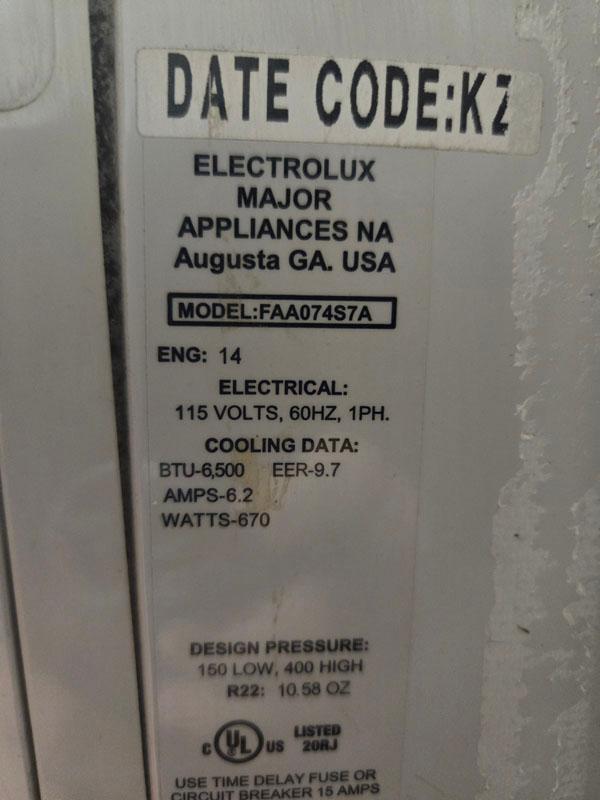 DATE CODE:KZ
ELECTROLUX
MAJOR
APPLIANCES NA
Augusta GA. USA
MODEL:FAA074S7A
ENG: 14
ELECTRICAL:
115 VOLTS, 60HZ, 1PH.
COOLING DATA:
BTU-6,500 EER-9.7
AMPS-6.2
WATTS-670
DESIGN PRESSURE:
150 LOW, 400 HIGH
R22: 10.58 OZ
C UL US LISTED
20RJ
USE TIME DELAY FUSE OR
CIRCUIT BREAKER 15 AMPS